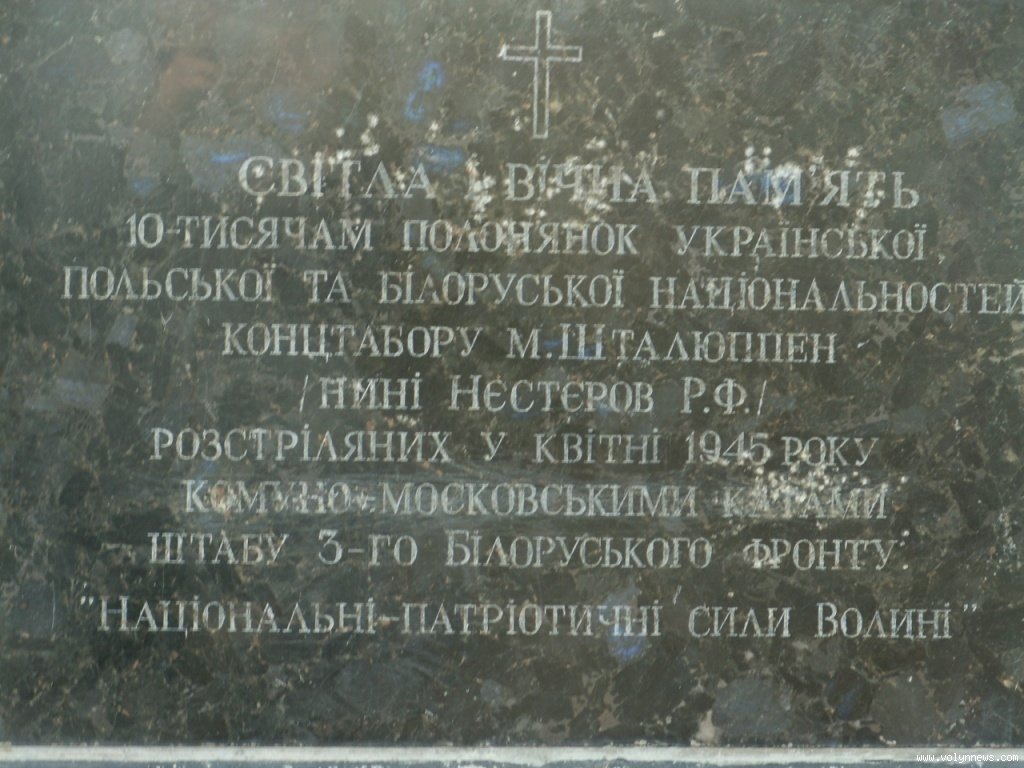 СВІТЛА І ВІЧНА ПАМ'ЯТЬ
10-ТИСЯЧАМ ПОЛОНЯНОК УКРАЇНСЬКОЇ,
ПОЛЬСЬКОЇ ТА БІЛОРУСЬКОЇ НАЦІОНАЛЬНОСТЕЙ
КОНЦТАБОРУ М.ШТАЛЮППЕН
/НИНІ НЄСТЄРОВ Р.Ф./
РОЗСТРІЛЯНИХ У КВІТНІ 1945 РОКУ
КОМУНО-МОСКОВСЬКИМИ КАТАМИ
ШТАБУ 3-ГО БІЛОРУСЬКОГО ФРОНТУ.
"НАЦІОНАЛЬНІ-ПАТРІОТИЧНІ СИЛИ ВОЛИНІ"
www.volynnews.com